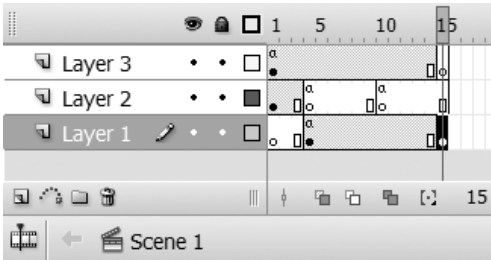 1 5 10 15
a
Layer 3
a a
Layer 2
a
Layer 1
15
Scene 1